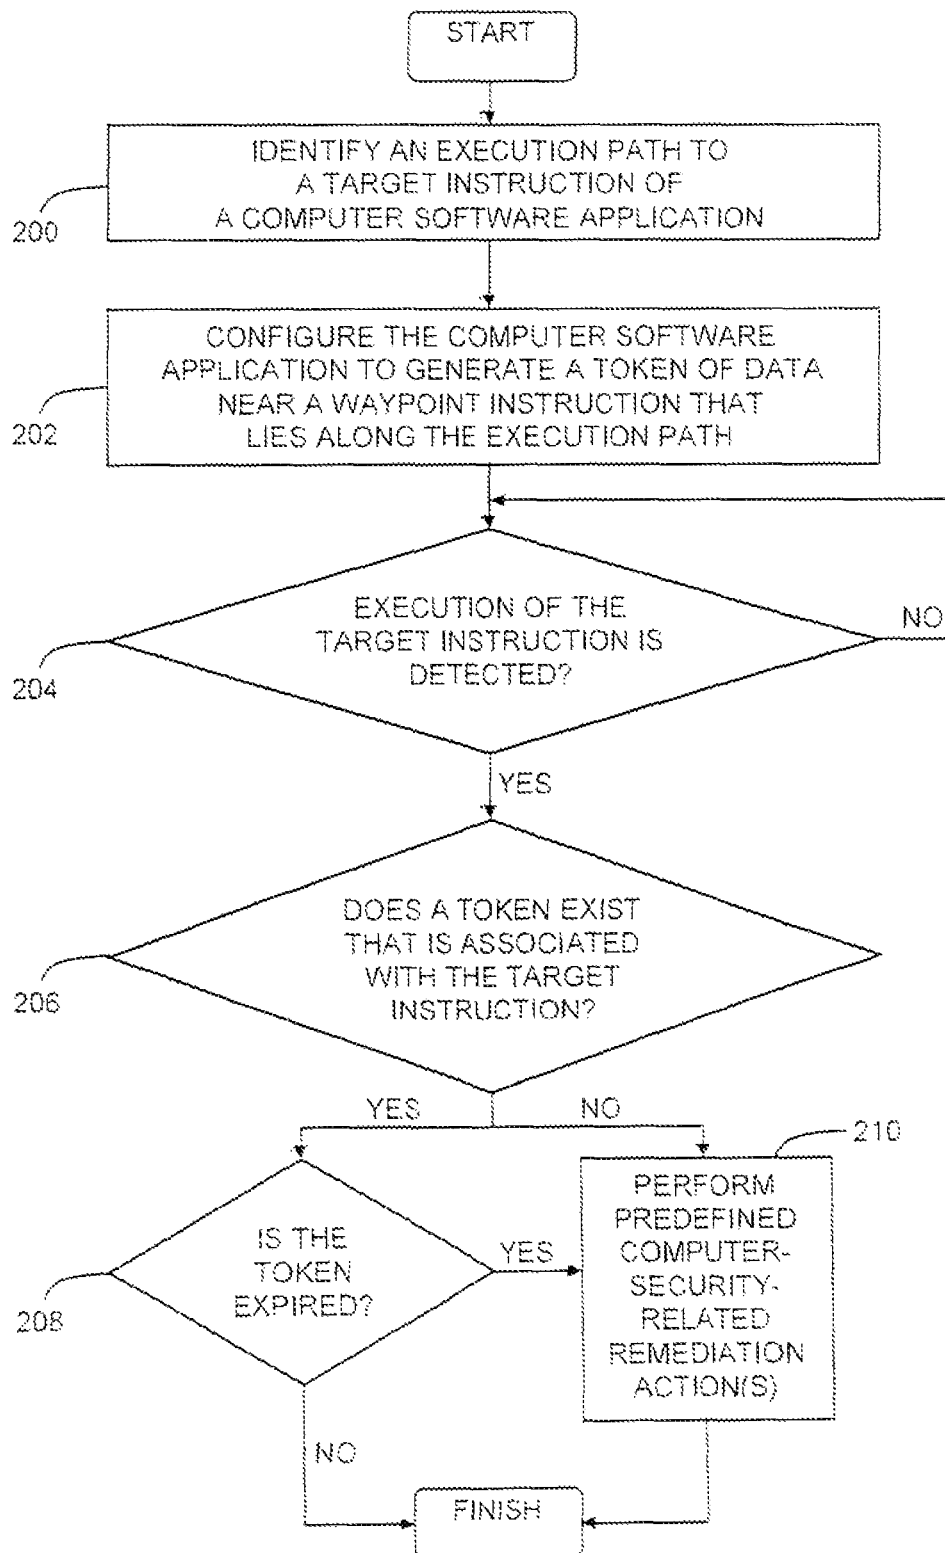 START
IDENTIFY AN EXECUTION PATH TO
A TARGET INSTRUCTION OF
A COMPUTER SOFTWARE APPLICATION
200
CONFIGURE THE COMPUTER SOFTWARE
APPLICATION TO GENERATE A TOKEN OF DATA
NEAR A WAYPOINT INSTRUCTION THAT
LIES ALONG THE EXECUTION PATH
202
EXECUTION OF THE
TARGET INSTRUCTION IS
DETECTED?
NO
204
YES
DOES A TOKEN EXIST
THAT IS ASSOCIATED
WITH THE TARGET
INSTRUCTION?
206
YES
NO
210
IS THE
TOKEN
EXPIRED?
YES
208
PERFORM
PREDEFINED
COMPUTER-
SECURITY-
RELATED
REMEDIATION
ACTION(S)
NO
FINISH